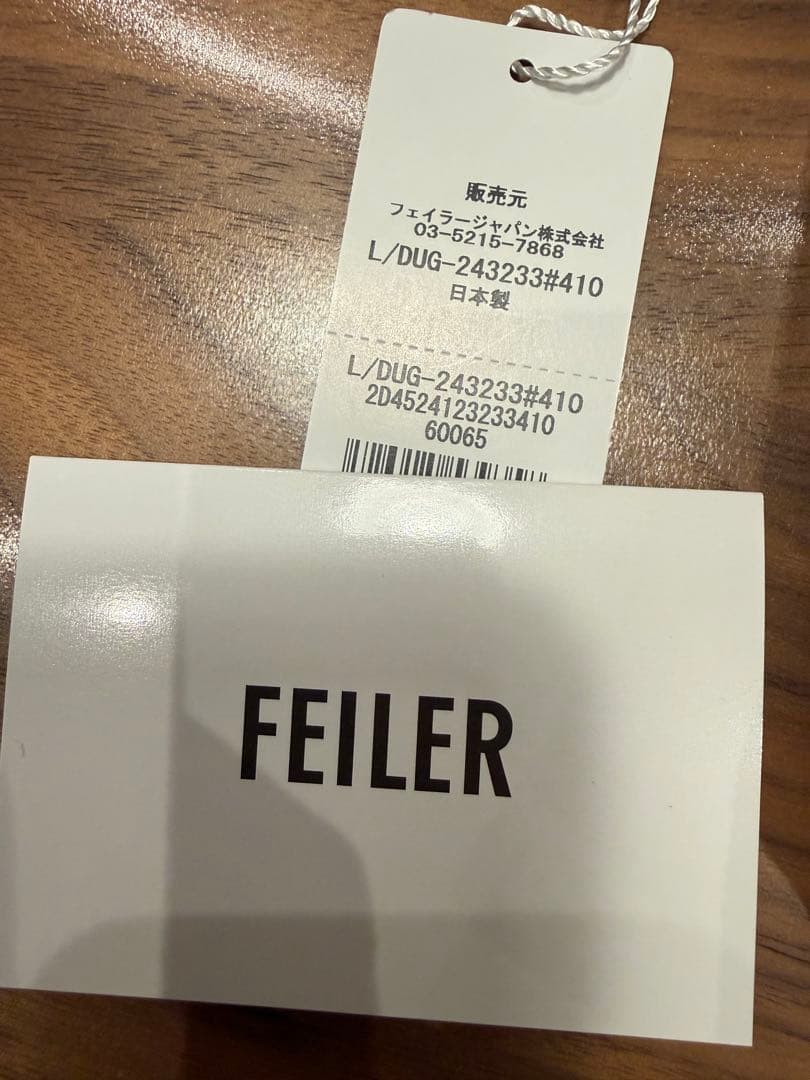 販売元
フェイラージャパン株式会社
03-5215-7868
L/DUG-243233#410
日本製
L/DUG-243233#410
2D4524123233410
60065
FEILER